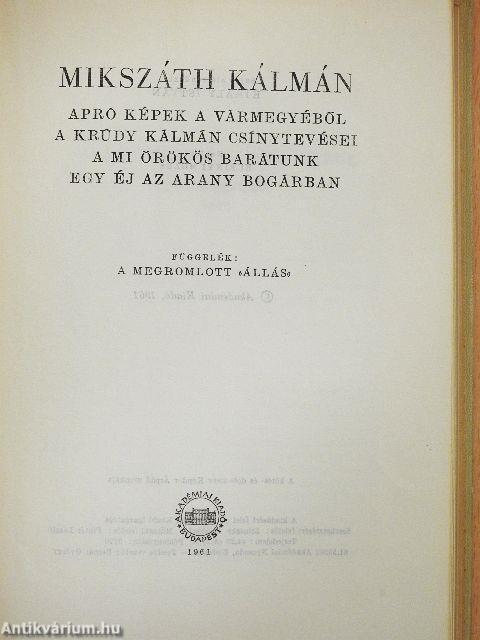 MIKSZÁTH KÁLMÁN
APRÓ KÉPEK A VÁRMEGYÉBŐL
A KRÚDY KÁLMÁN CSÍNYTEVÉSEI
A MI ÖRÖKÖS BARÁTUNK
EGY ÉJ AZ ARANY BOGÁRBAN
FÜGGELÉK:
A MEGROMLOTT »ÁLLÁS«
© Akadémiai Kiadó, 1961
AKADÉMIAI KIADÓ
BUDAPEST
1961
Antikvárium.hu